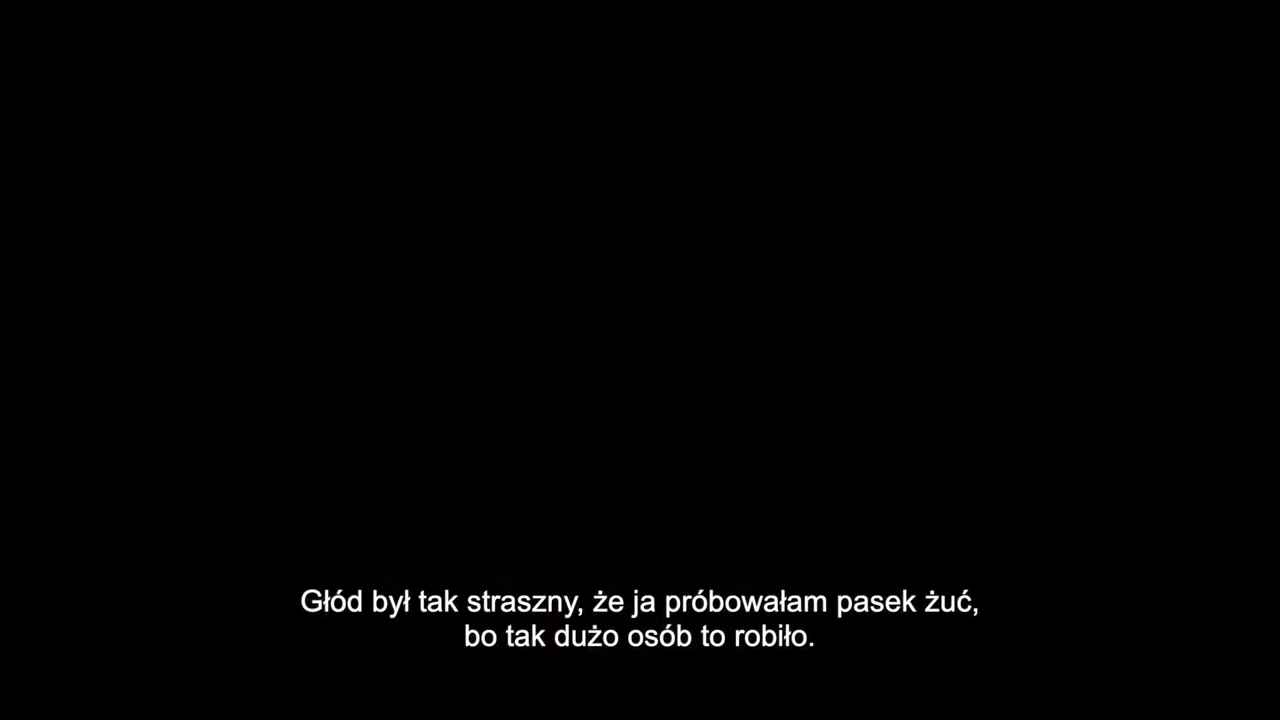 Głód był tak straszny, że ja próbowałam pasek żuć,
bo tak dużo osób to robiło.